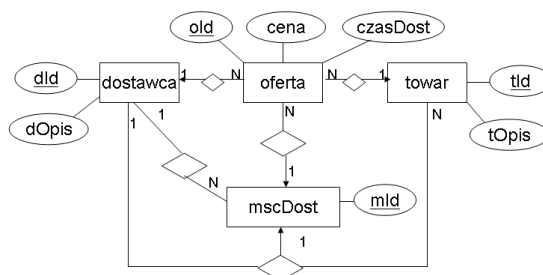 oId cena czasDost
dId dostawca 1 N oferta N 1 towar tId
dOpis 1 1 N N tOpis
N 1
mscDost mId
1